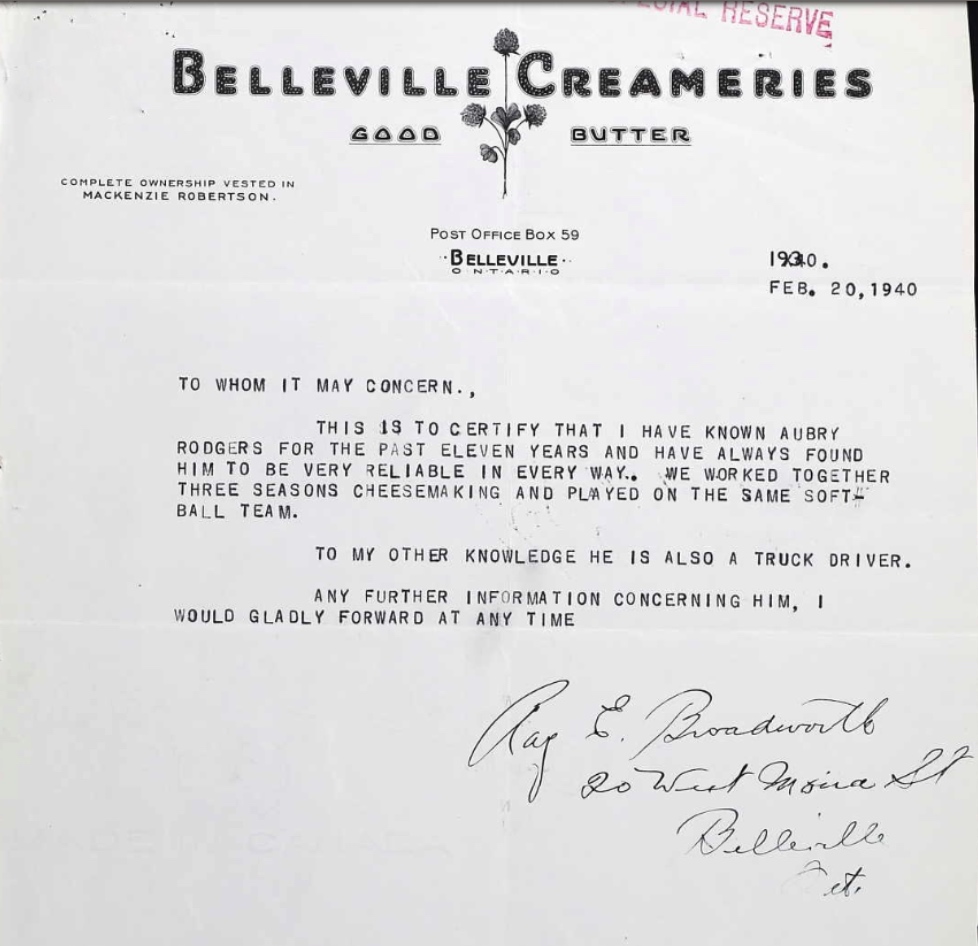 SPECIAL RESERVE
BELLEVILLE CREAMERIES
GOOD BUTTER
COMPLETE OWNERSHIP VESTED IN
MACKENZIE ROBERTSON.
POST OFFICE BOX 59
··BELLEVILLE··
O·N·T·A·R·I·O
1940.
FEB. 20,1940
TO WHOM IT MAY CONCERN.,
THIS IS TO CERTIFY THAT I HAVE KNOWN AUBRY
RODGERS FOR THE PAST ELEVEN YEARS AND HAVE ALWAYS FOUND
HIM TO BE VERY RELIABLE IN EVERY WAY.. WE WORKED TOGETHER
THREE SEASONS CHEESEMAKING AND PLAYED ON THE SAME SOFT-
BALL TEAM.
TO MY OTHER KNOWLEDGE HE IS ALSO A TRUCK DRIVER.
ANY FURTHER INFORMATION CONCERNING HIM, I
WOULD GLADLY FORWARD AT ANY TIME
Ray E. Broadworth
20 West Moira St
Belleville